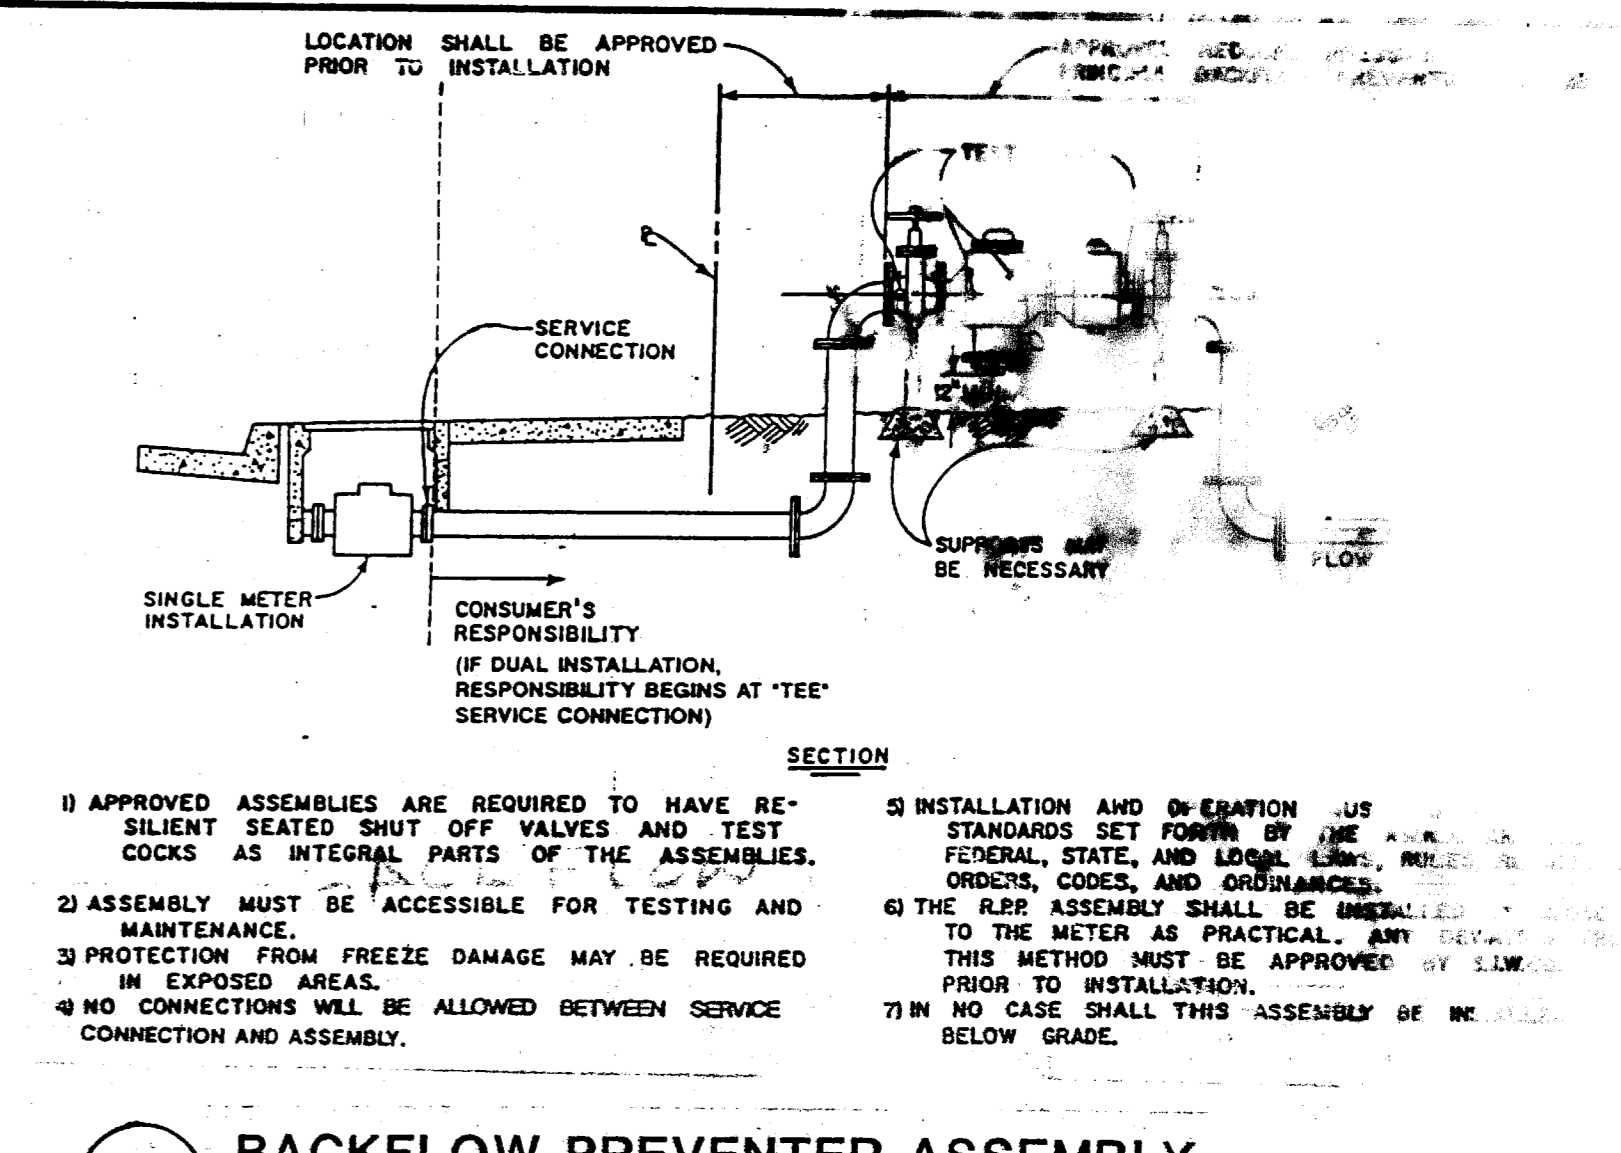 LOCATION SHALL BE APPROVED
PRIOR TO INSTALLATION
TEST
SERVICE
CONNECTION
12" MIN.
SUPPORTS MAY
BE NECESSARY
FLOW
SINGLE METER
INSTALLATION
CONSUMER'S
RESPONSIBILITY
(IF DUAL INSTALLATION,
RESPONSIBILITY BEGINS AT "TEE"
SERVICE CONNECTION)
SECTION
1) APPROVED ASSEMBLIES ARE REQUIRED TO HAVE RE-
SILIENT SEATED SHUT OFF VALVES AND TEST
COCKS AS INTEGRAL PARTS OF THE ASSEMBLIES.
2) ASSEMBLY MUST BE ACCESSIBLE FOR TESTING AND
MAINTENANCE.
3) PROTECTION FROM FREEZE DAMAGE MAY BE REQUIRED
IN EXPOSED AREAS.
4) NO CONNECTIONS WILL BE ALLOWED BETWEEN SERVICE
CONNECTION AND ASSEMBLY.
5) INSTALLATION AND OPERATION
STANDARDS SET FORTH BY THE
FEDERAL, STATE, AND LOCAL LAWS, RULES
ORDERS, CODES, AND ORDINANCES.
6) THE R.P.P. ASSEMBLY SHALL BE INSTALLED
TO THE METER AS PRACTICAL. ANY
THIS METHOD MUST BE APPROVED BY
PRIOR TO INSTALLATION.
7) IN NO CASE SHALL THIS ASSEMBLY BE
BELOW GRADE.
BACKFLOW PREVENTER ASSEMBLY